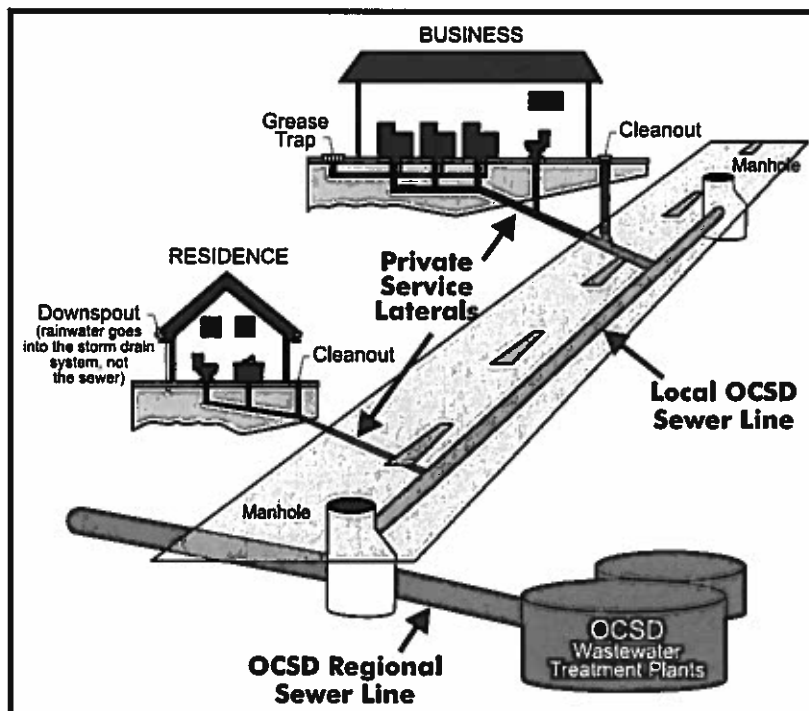 BUSINESS
Grease
Trap
Cleanout
Manhole
Private
Service
Laterals
RESIDENCE
Downspout
(rainwater goes
into the storm drain
system, not
the sewer)
Cleanout
Local OCSD
Sewer Line
Manhole
OCSD
Wastewater
Treatment Plants
OCSD Regional
Sewer Line